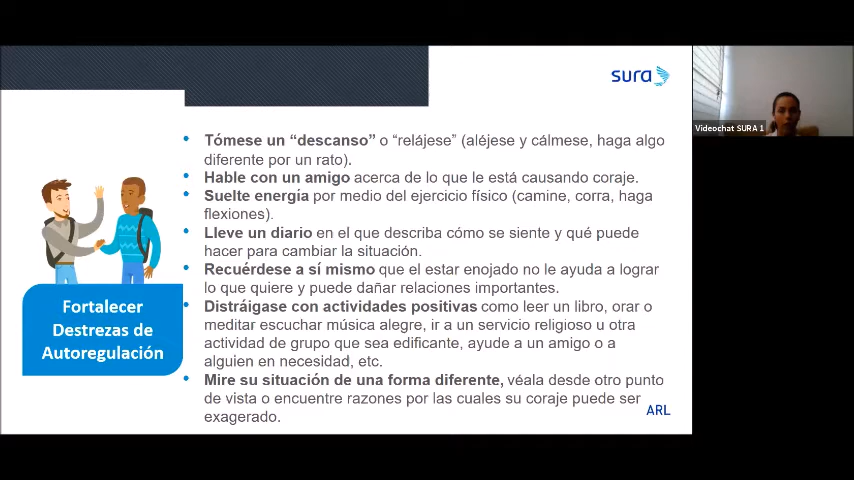 sura
Videochat SURA 1
• Tómese un “descanso” o “relájese” (aléjese y cálmese, haga algo
diferente por un rato).
• Hable con un amigo acerca de lo que le está causando coraje.
• Suelte energía por medio del ejercicio físico (camine, corra, haga
flexiones).
• Lleve un diario en el que describa cómo se siente y qué puede
hacer para cambiar la situación.
• Recuérdese a sí mismo que el estar enojado no le ayuda a lograr
lo que quiere y puede dañar relaciones importantes.
• Distráigase con actividades positivas como leer un libro, orar o
meditar escuchar música alegre, ir a un servicio religioso u otra
actividad de grupo que sea edificante, ayude a un amigo o a
alguien en necesidad, etc.
• Mire su situación de una forma diferente, véala desde otro punto
de vista o encuentre razones por las cuales su coraje puede ser
exagerado.
Fortalecer
Destrezas de
Autoregulación
ARL